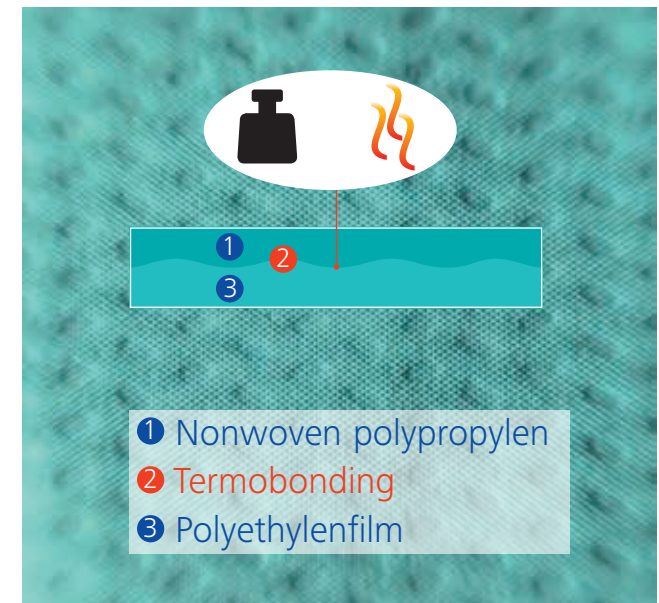 1
2
3
1 Nonwoven polypropylen
2 Termobonding
3 Polyethylenfilm